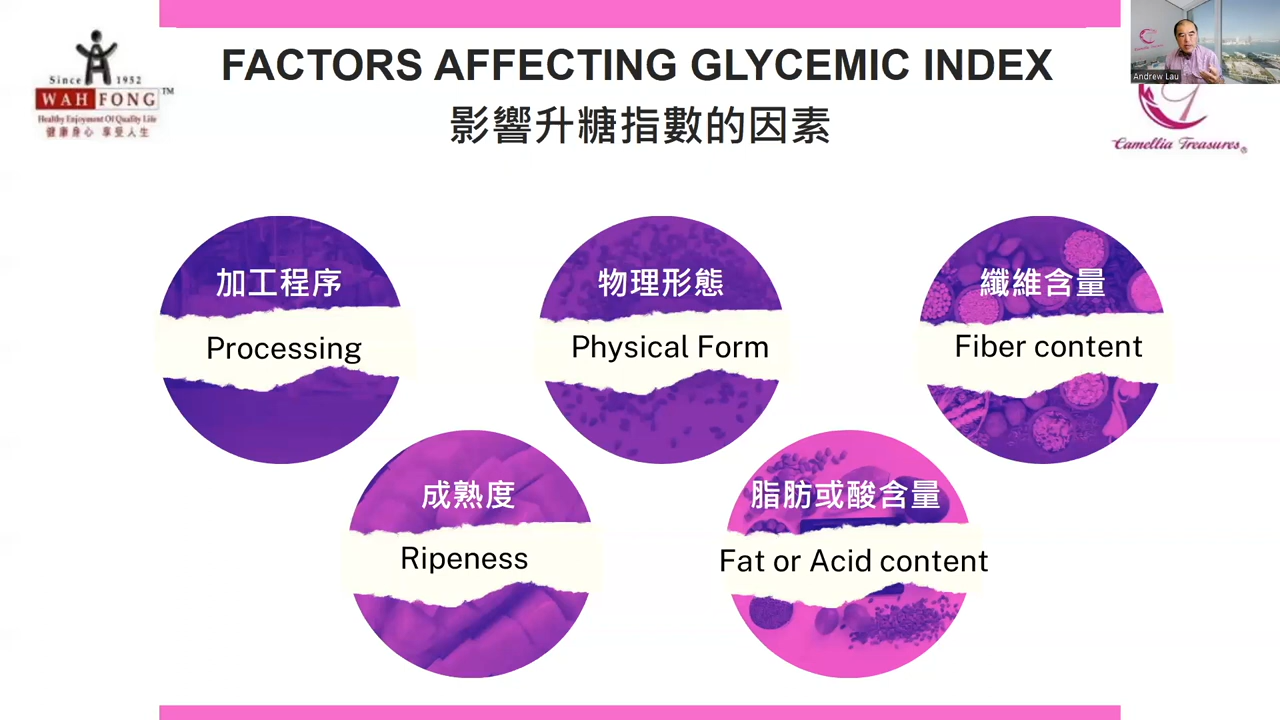 FACTORS AFFECTING GLYCEMIC INDEX
影響升糖指數的因素
Since 1952
WAH FONG TM
Healthy Enjoyment Of Quality Life
健康身心 享受人生
Andrew Lau
Camellia Treasures®
加工程序
Processing
物理形態
Physical Form
纖維含量
Fiber content
成熟度
Ripeness
脂肪或酸含量
Fat or Acid content